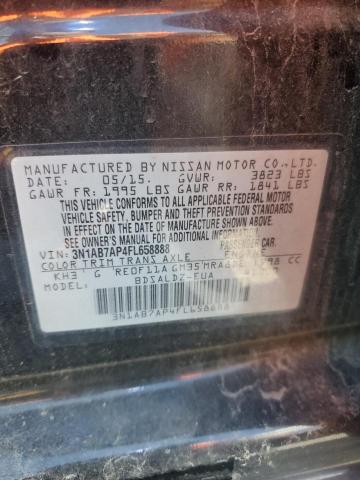 MANUFACTURED BY NISSAN MOTOR CO.,LTD.
DATE: 05/15. GVWR: 3823 LBS
GAWR FR: 1995 LBS GAWR RR: 1841 LBS
THIS VEHICLE CONFORMS TO ALL APPLICABLE FEDERAL MOTOR
VEHICLE SAFETY, BUMPER AND THEFT PREVENTION STANDARDS
IN EFFECT ON THE DATE OF MANUFACTURE SHOWN ABOVE.
SEE OWNER'S MANUAL FOR ADDITIONAL INFORMATION.
VIN: 3N1AB7AP4FL658888 PASSENGER CAR.
COLOR TRIM TRANS AXLE ENGINE
KH3 G RE0F11A GM35 CC
BDSALDZ-EUA
3N1AB7AP4FL658888